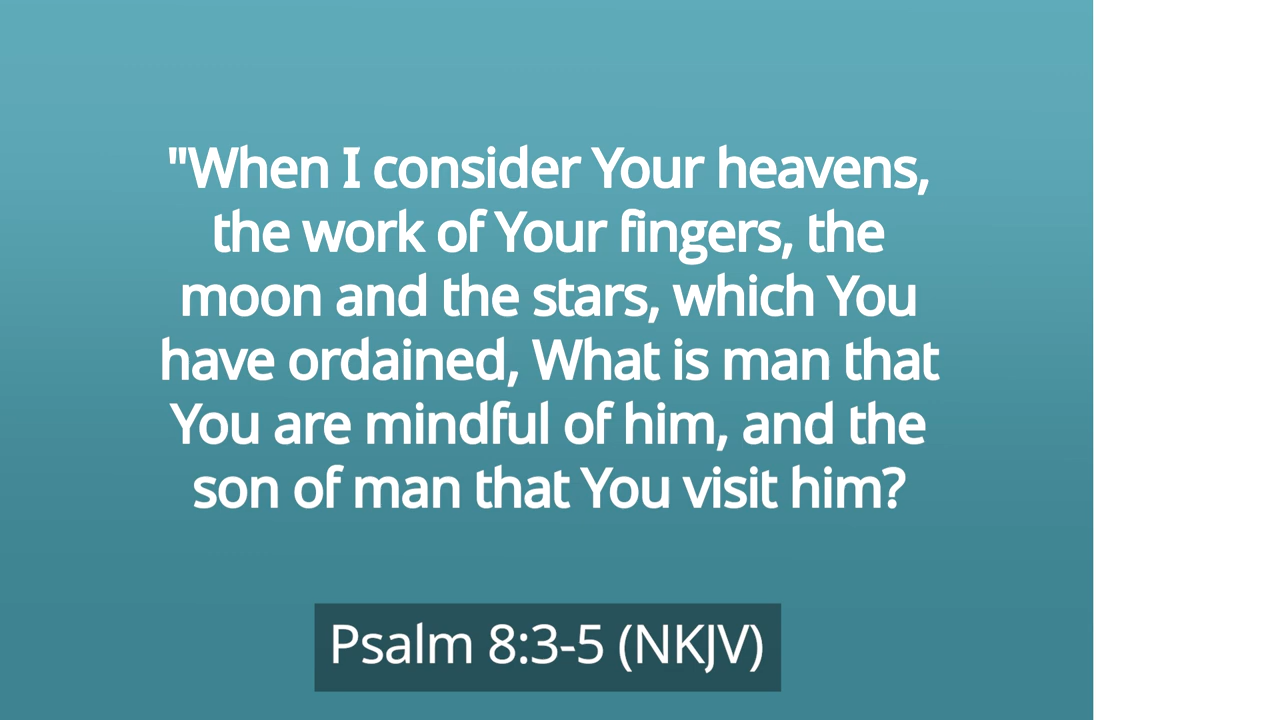 "When I consider Your heavens,
the work of Your fingers, the
moon and the stars, which You
have ordained, What is man that
You are mindful of him, and the
son of man that You visit him?
Psalm 8:3-5 (NKJV)